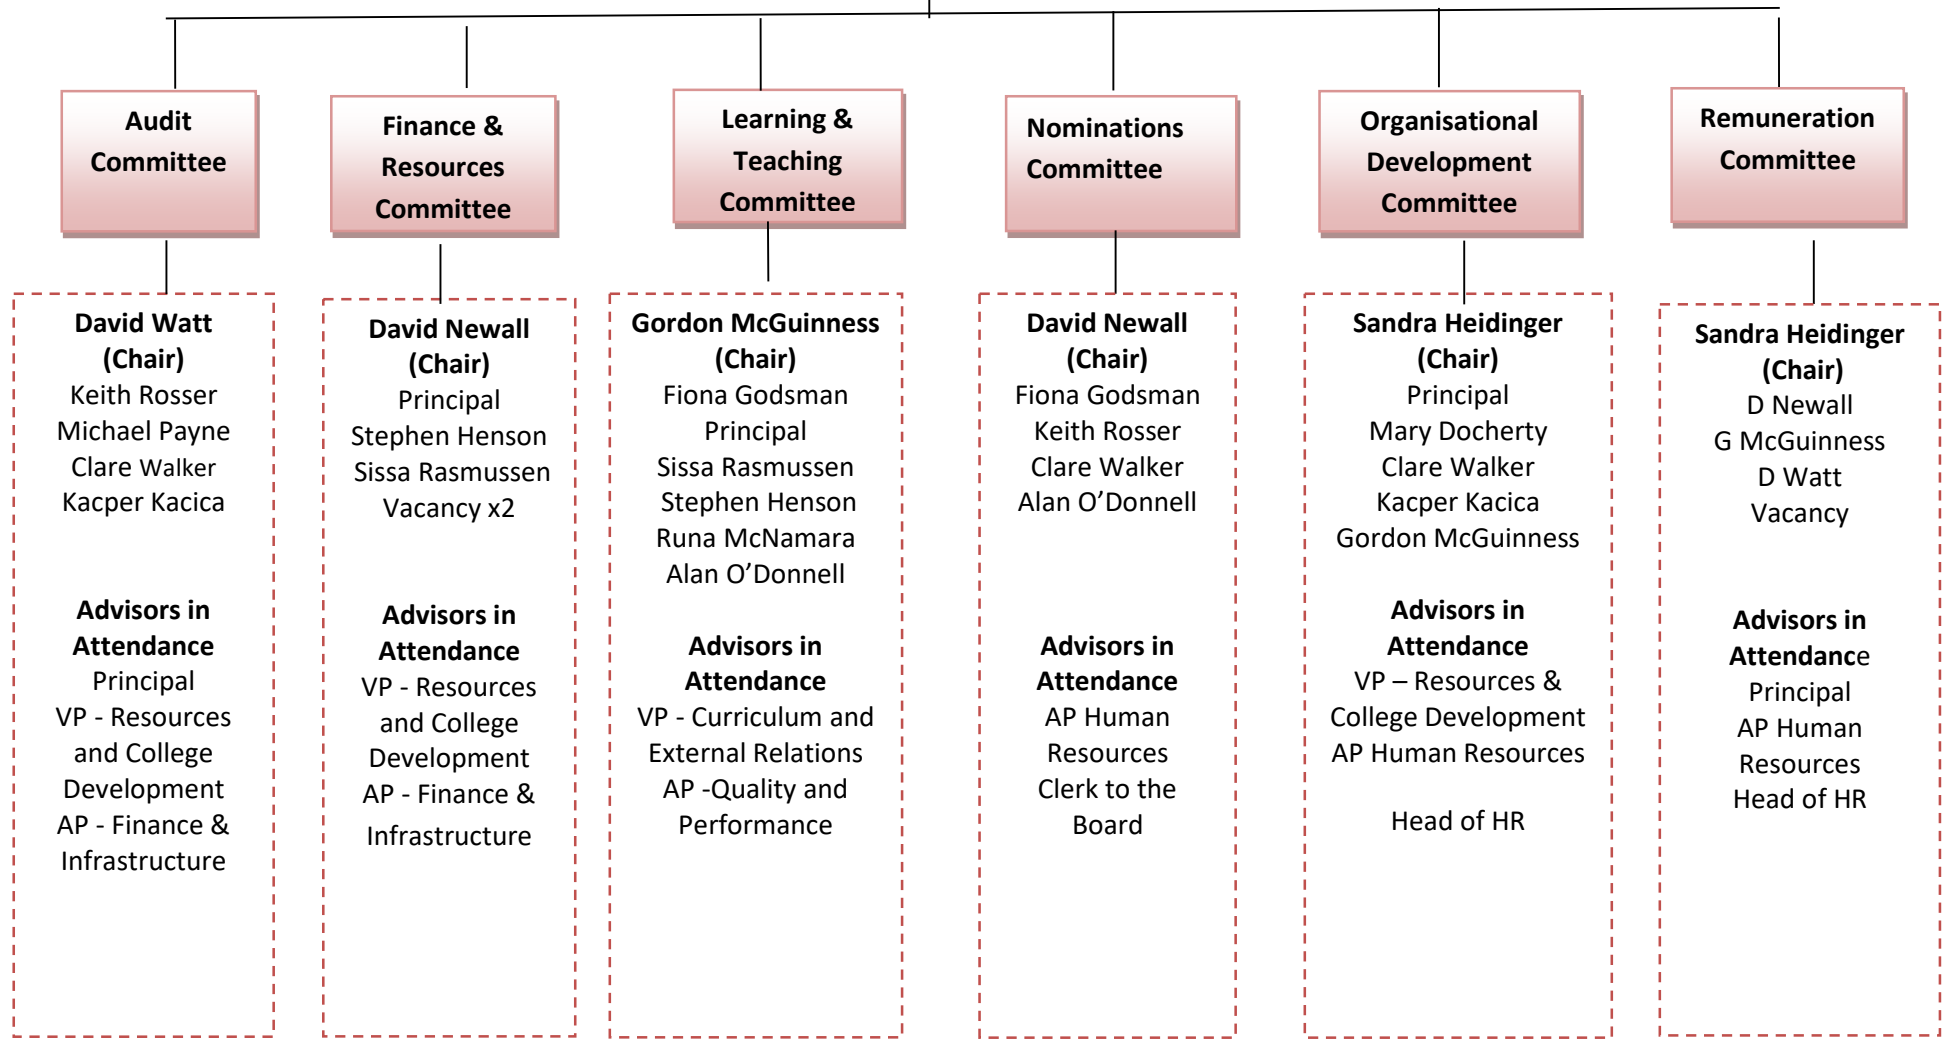 Audit
Committee
Finance &
Resources
Committee
Learning &
Teaching
Committee
Nominations
Committee
Organisational
Development
Committee
Remuneration
Committee
David Watt
(Chair)
Keith Rosser
Michael Payne
Clare Walker
Kacper Kacica
Advisors in
Attendance
Principal
VP - Resources
and College
Development
AP - Finance &
Infrastructure
David Newall
(Chair)
Principal
Stephen Henson
Sissa Rasmussen
Vacancy x2
Advisors in
Attendance
VP - Resources
and College
Development
AP - Finance &
Infrastructure
Gordon McGuinness
(Chair)
Fiona Godsman
Principal
Sissa Rasmussen
Stephen Henson
Runa McNamara
Alan O’Donnell
Advisors in
Attendance
VP - Curriculum and
External Relations
AP -Quality and
Performance
David Newall
(Chair)
Fiona Godsman
Keith Rosser
Clare Walker
Alan O’Donnell
Advisors in
Attendance
AP Human
Resources
Clerk to the
Board
Sandra Heidinger
(Chair)
Principal
Mary Docherty
Clare Walker
Kacper Kacica
Gordon McGuinness
Advisors in
Attendance
VP – Resources &
College Development
AP Human Resources
Head of HR
Sandra Heidinger
(Chair)
D Newall
G McGuinness
D Watt
Vacancy
Advisors in
Attendance
Principal
AP Human
Resources
Head of HR